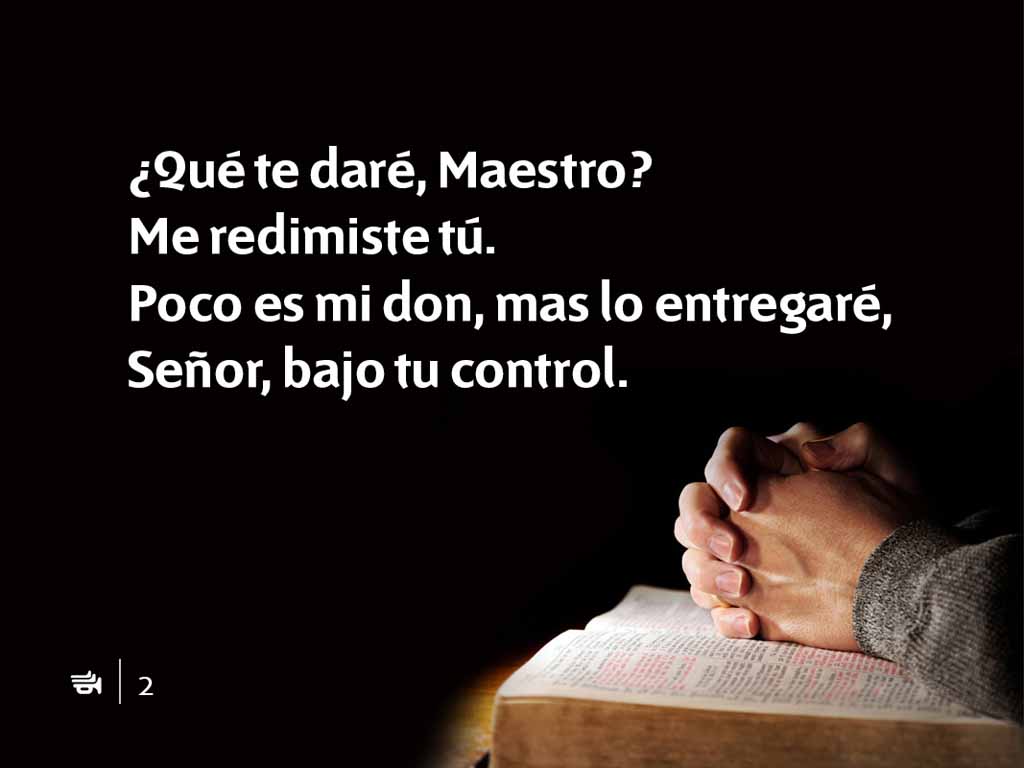 ¿Qué te daré, Maestro?
Me redimiste tú.
Poco es mi don, mas lo entregaré,
Señor, bajo tu control.
2